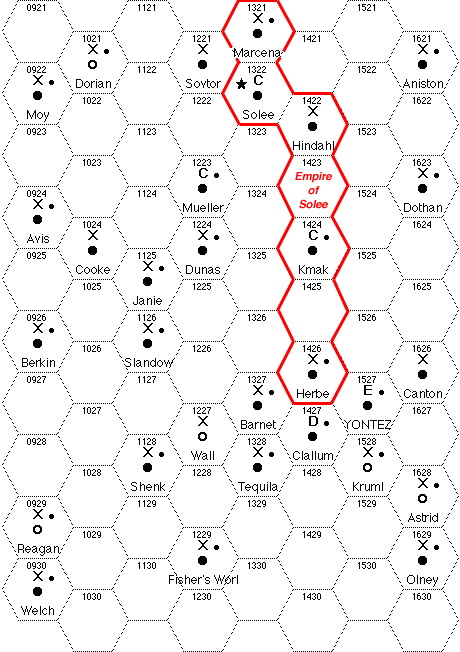 0921 1121 1321 1521
X
1021 1221 1421 1621
X X X
Marcena
0922 1122 1322 1522
X C
Dorian Soytor Aniston
1022 1222 1422 1622
Moy Solee
X
0923 1123 1323 1523
Hindahl
1023 1223 1423 1623
C Empire X
of
0924 1124 1324 1524
X Solee
Mueller Dothan
1024 1224 1424 1624
Avis
X X C
0925 1125 1325 1525
X
Cooke Dunas Kmak
1025 1225 1425 1625
Janie
0926 1126 1326 1526
X X
1026 1226 1426 1626
Berkin Slandow
X X
0927 1127 1327 1527
X E
Herbe Canton
1027 1227 1427 1627
Barnet YONTEZ
X D
0928 1128 1328 1528
X X X
Wall Clallum
1028 1228 1428 1628
Shenk Tequila Kruml
X
0929 1129 1329 1529
X
Astrid
1029 1229 1429 1629
Reagan
X X
0930 1130 1330 1530
X
Fisher's Worl Olney
1030 1230 1430 1630
Welch